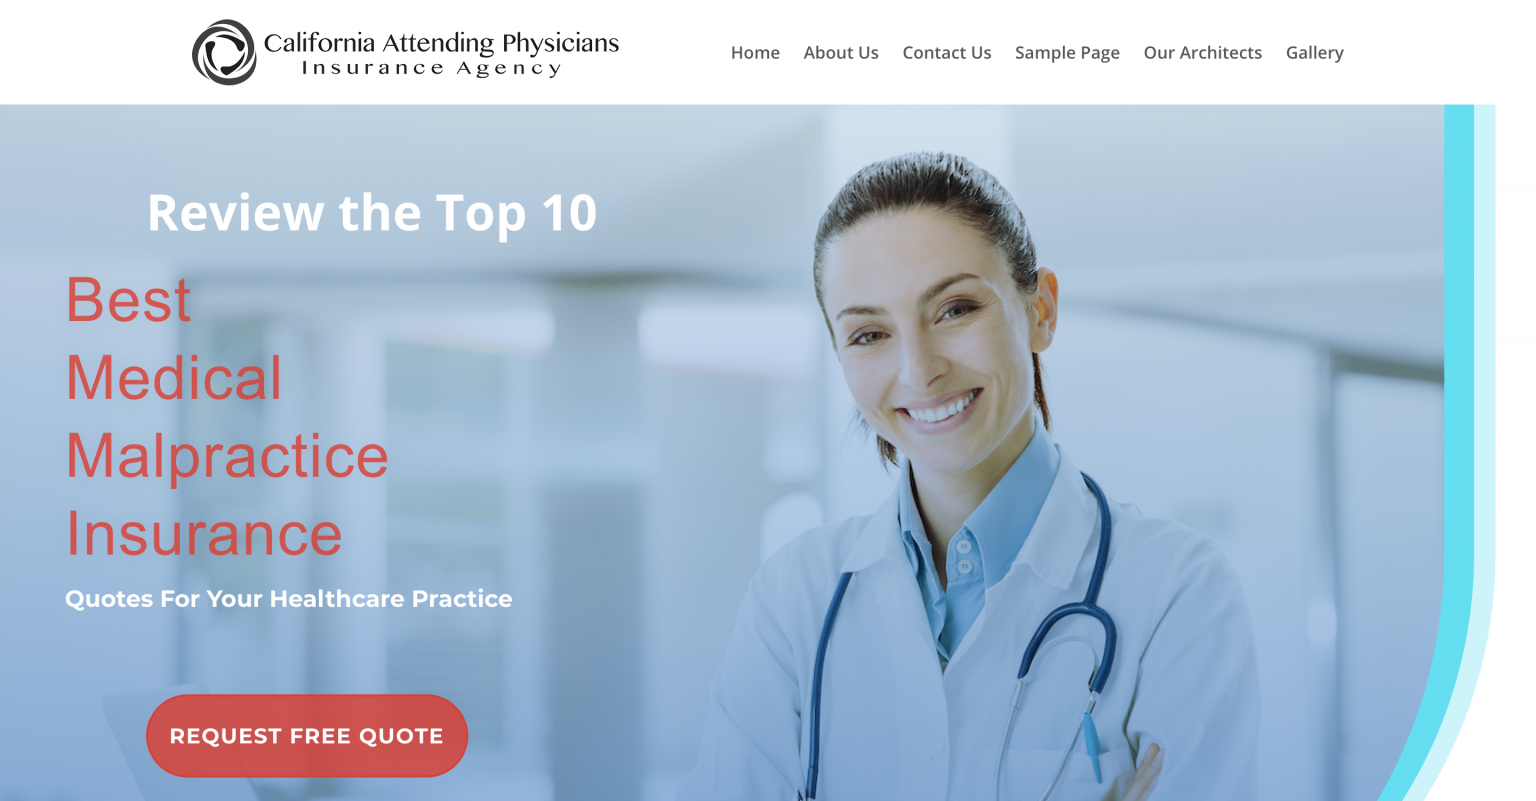 California Attending Physicians
Insurance Agency
Home About Us Contact Us Sample Page Our Architects Gallery
Review the Top 10
Best
Medical
Malpractice
Insurance
Quotes For Your Healthcare Practice
REQUEST FREE QUOTE